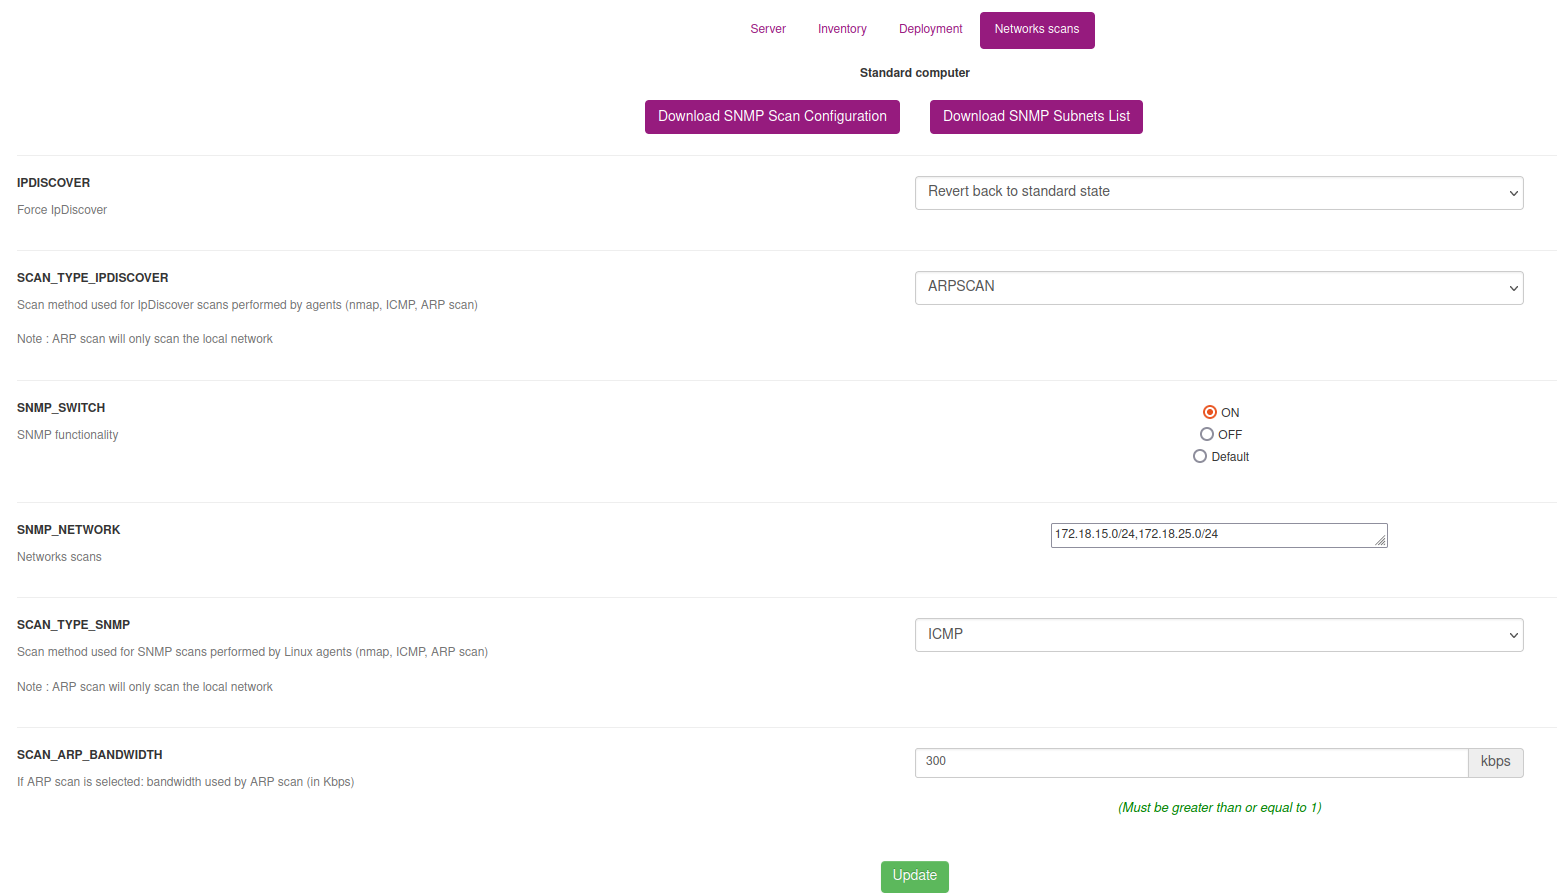 Server Inventory Deployment Networks scans
Standard computer
Download SNMP Scan Configuration Download SNMP Subnets List
IPDISCOVER
Revert back to standard state
Force IpDiscover
SCAN_TYPE_IPDISCOVER
ARPSCAN
Scan method used for IpDiscover scans performed by agents (nmap, ICMP, ARP scan)
Note : ARP scan will only scan the local network
SNMP_SWITCH
ON
SNMP functionality
OFF
Default
SNMP_NETWORK
172.18.15.0/24,172.18.25.0/24
Networks scans
SCAN_TYPE_SNMP
ICMP
Scan method used for SNMP scans performed by Linux agents (nmap, ICMP, ARP scan)
Note : ARP scan will only scan the local network
SCAN_ARP_BANDWIDTH
300 kbps
If ARP scan is selected: bandwidth used by ARP scan (in Kbps)
(Must be greater than or equal to 1)
Update